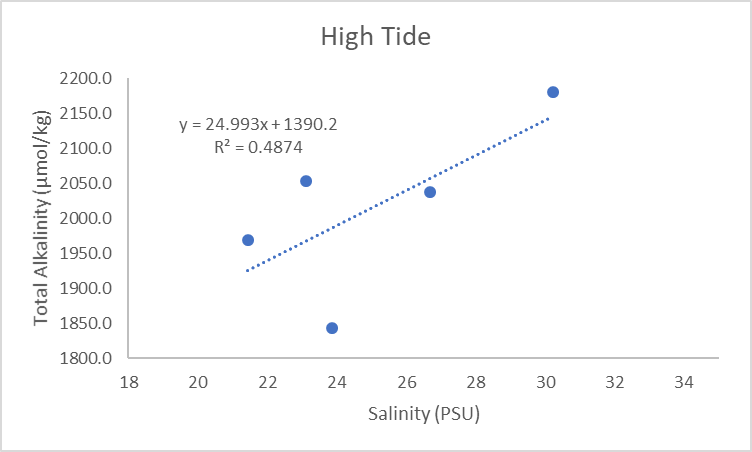 High Tide
Total Alkalinity (µmol/kg)
2200.0
2150.0
2100.0
2050.0
2000.0
1950.0
1900.0
1850.0
1800.0
y = 24.993x + 1390.2
R² = 0.4874
18 20 22 24 26 28 30 32 34
Salinity (PSU)